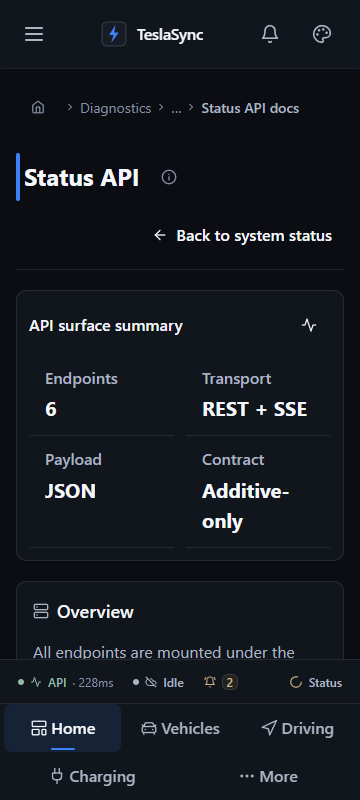 TeslaSync
Diagnostics > ... > Status API docs
Status API
← Back to system status
API surface summary
Endpoints Transport
6 REST + SSE
Payload Contract
JSON Additive-
only
Overview
All endpoints are mounted under the
API · 228ms Idle 2 Status
Home Vehicles Driving
Charging ··· More